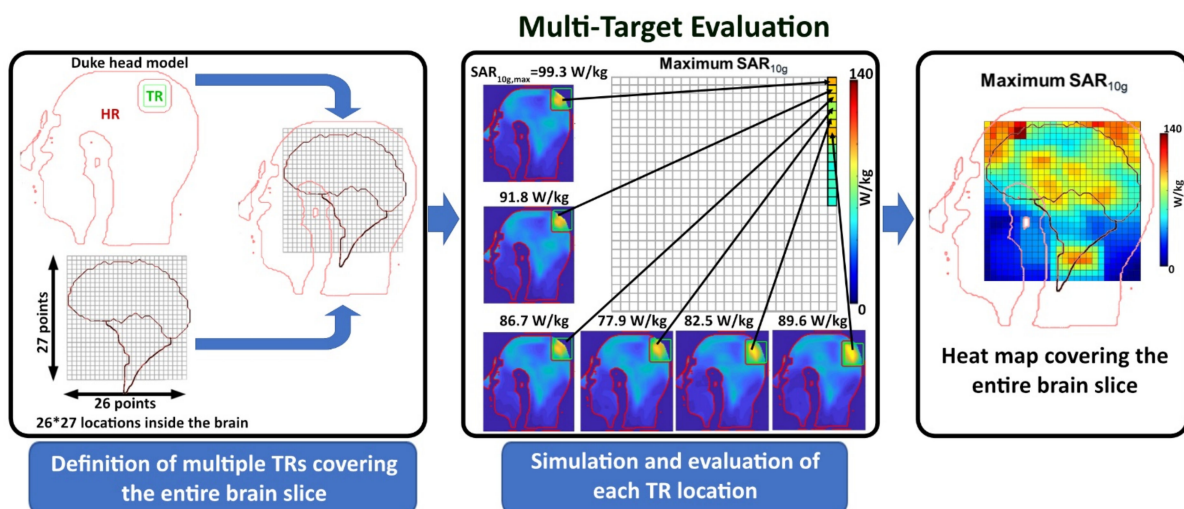 Multi-Target Evaluation
Duke head model
TR
HR
27 points
26 points
26*27 locations inside the brain
Definition of multiple TRs covering
the entire brain slice
SAR10g,max=99.3 W/kg
91.8 W/kg
86.7 W/kg
77.9 W/kg
82.5 W/kg
89.6 W/kg
Maximum SAR10g
140
W/kg
0
Simulation and evaluation of
each TR location
Maximum SAR10g
140
W/kg
0
Heat map covering the
entire brain slice